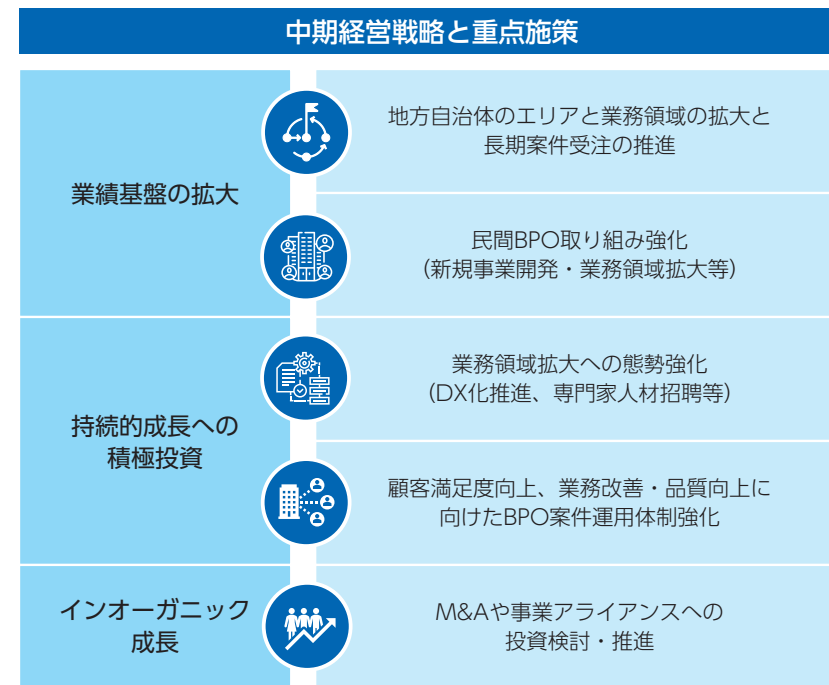 中期経営戦略と重点施策
業績基盤の拡大
地方自治体のエリアと業務領域の拡大と
長期案件受注の推進
民間BPO取り組み強化
(新規事業開発・業務領域拡大等)
持続的成長への
積極投資
業務領域拡大への態勢強化
(DX化推進、専門家人材招聘等)
顧客満足度向上、業務改善・品質向上に
向けたBPO案件運用体制強化
インオーガニック
成長
M&Aや事業アライアンスへの
投資検討・推進